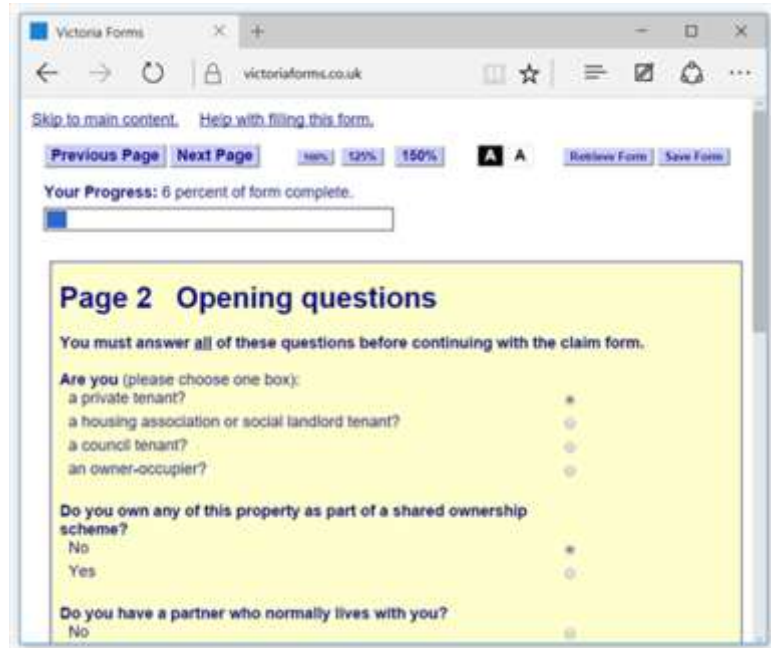 Victoria Forms
victoriaforms.co.uk
Skip to main content. Help with filling this form.
Previous Page Next Page 100% 125% 150% A A Retrieve Form Save Form
Your Progress: 6 percent of form complete.
Page 2 Opening questions
You must answer all of these questions before continuing with the claim form.
Are you (please choose one box):
a private tenant?
a housing association or social landlord tenant?
a council tenant?
an owner-occupier?
Do you own any of this property as part of a shared ownership
scheme?
No
Yes
Do you have a partner who normally lives with you?
No